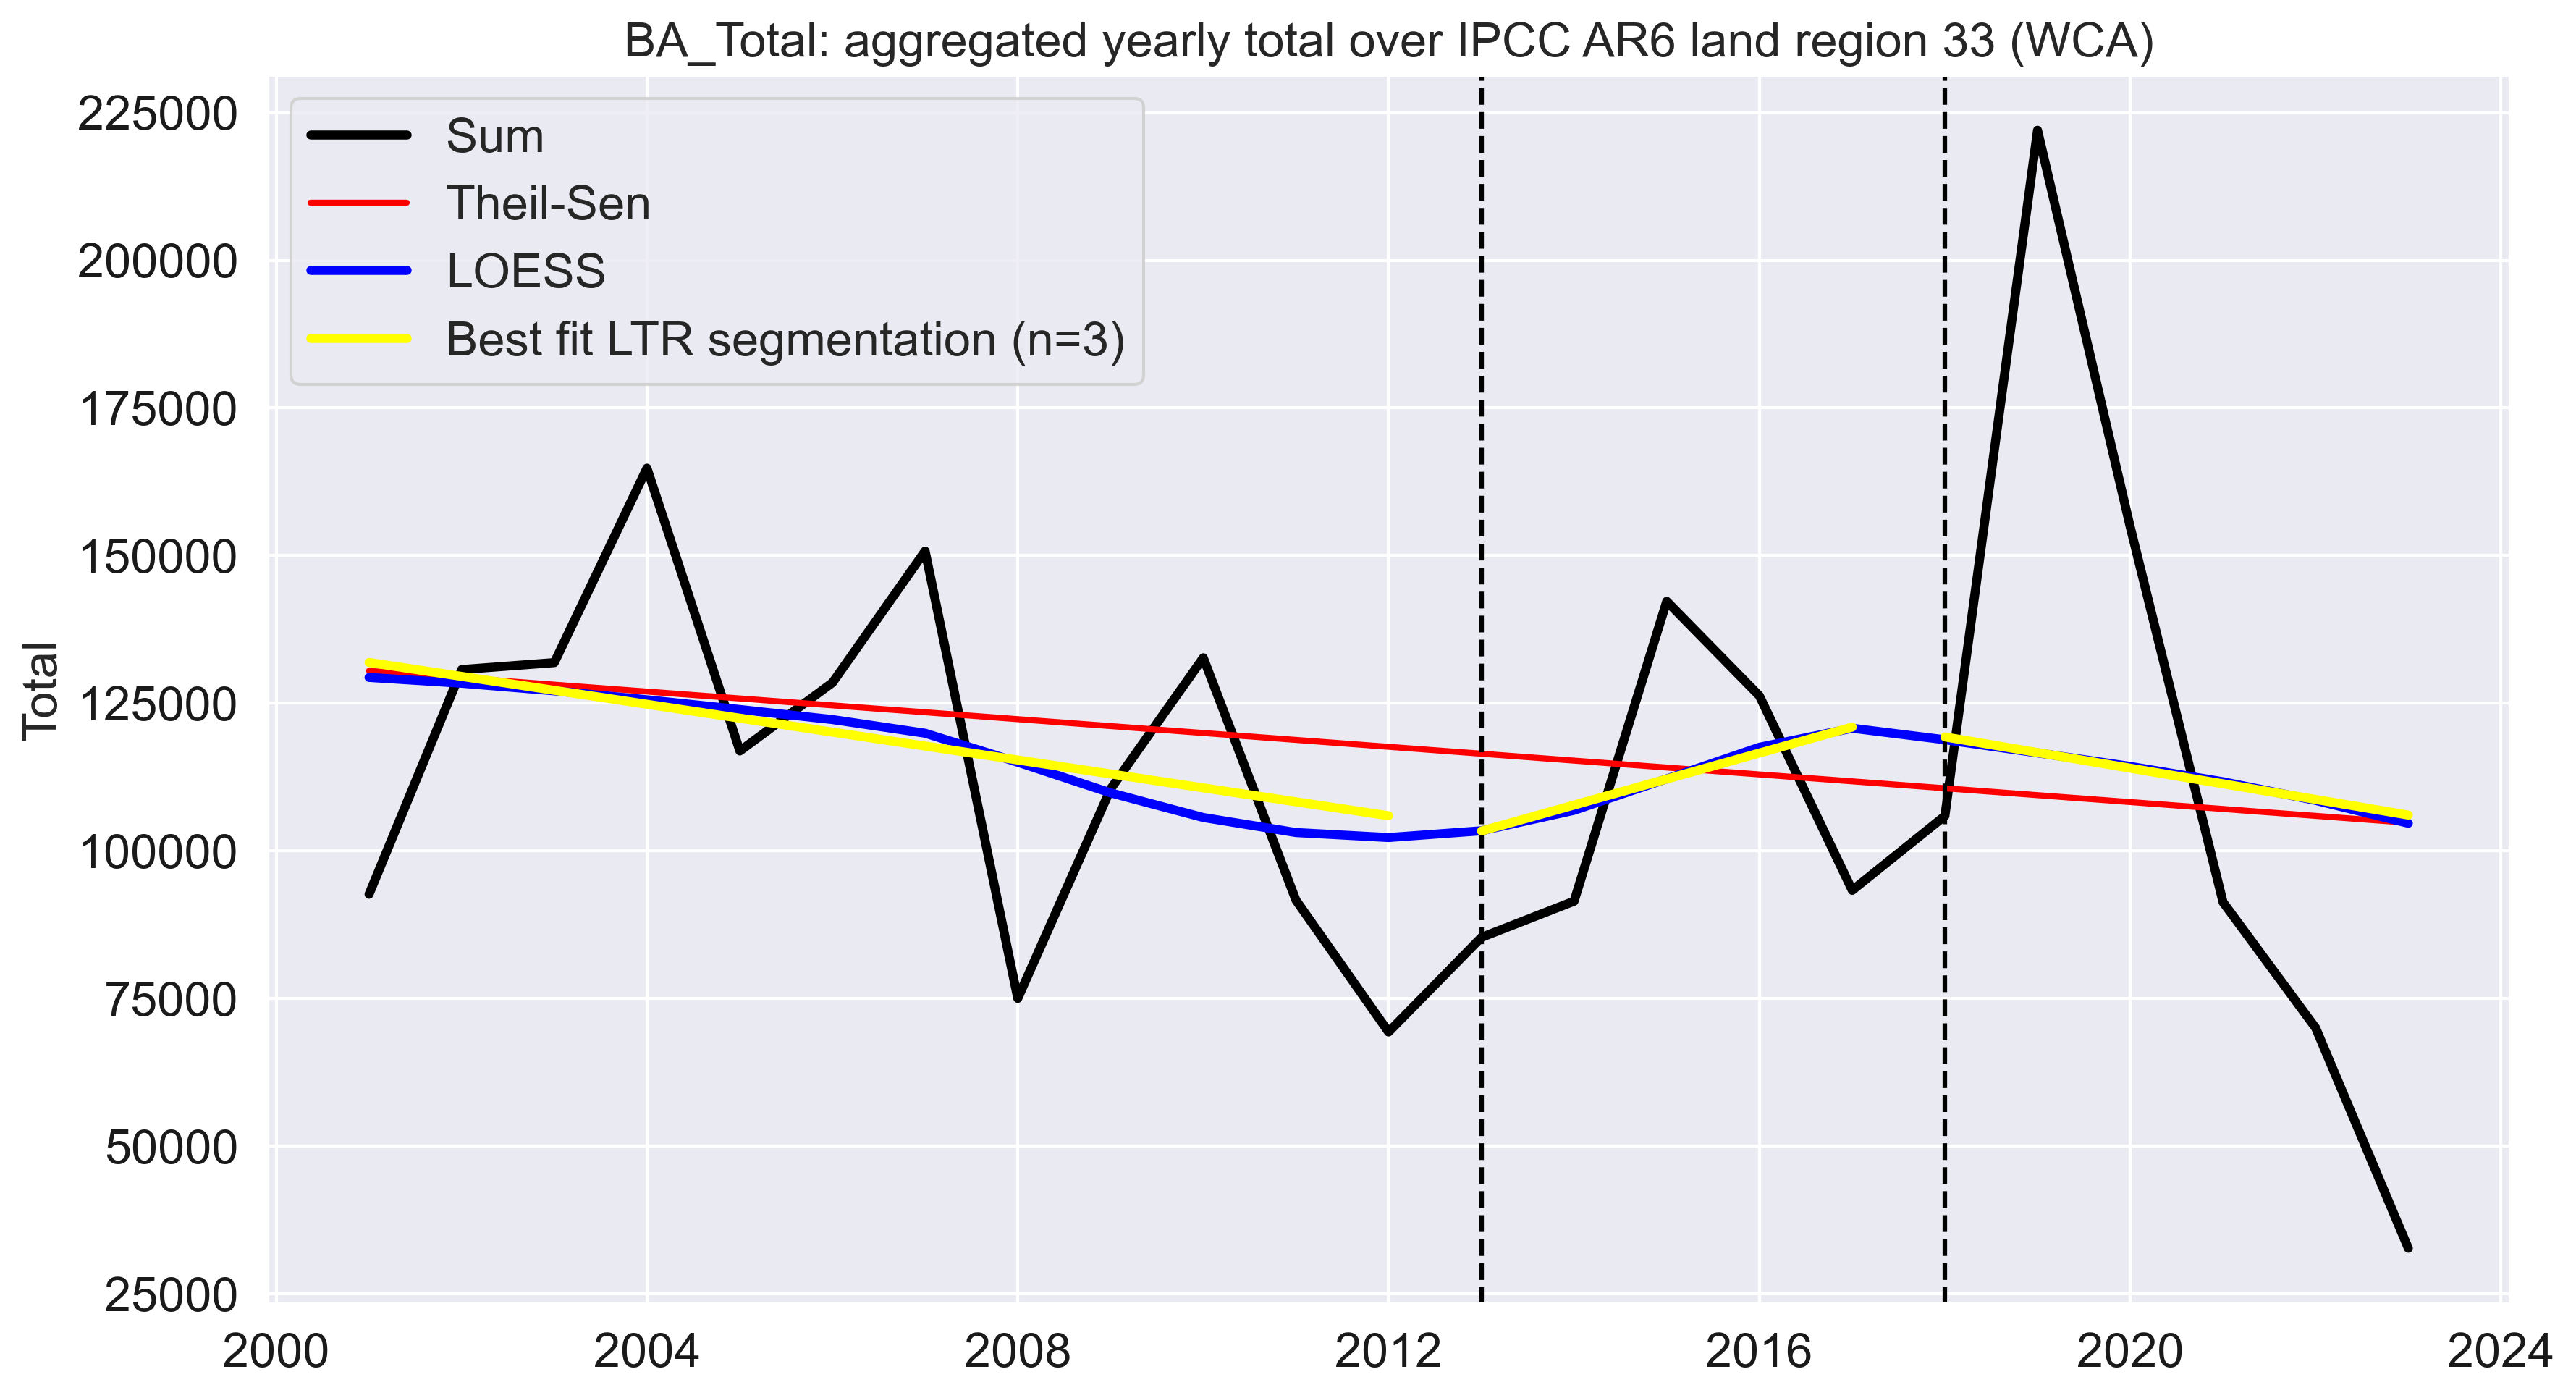 BA_Total: aggregated yearly total over IPCC AR6 land region 33 (WCA)
225000
200000
175000
150000
125000
100000
75000
50000
25000
Total
Sum
Theil-Sen
LOESS
Best fit LTR segmentation (n=3)
2000 2004 2008 2012 2016 2020 2024